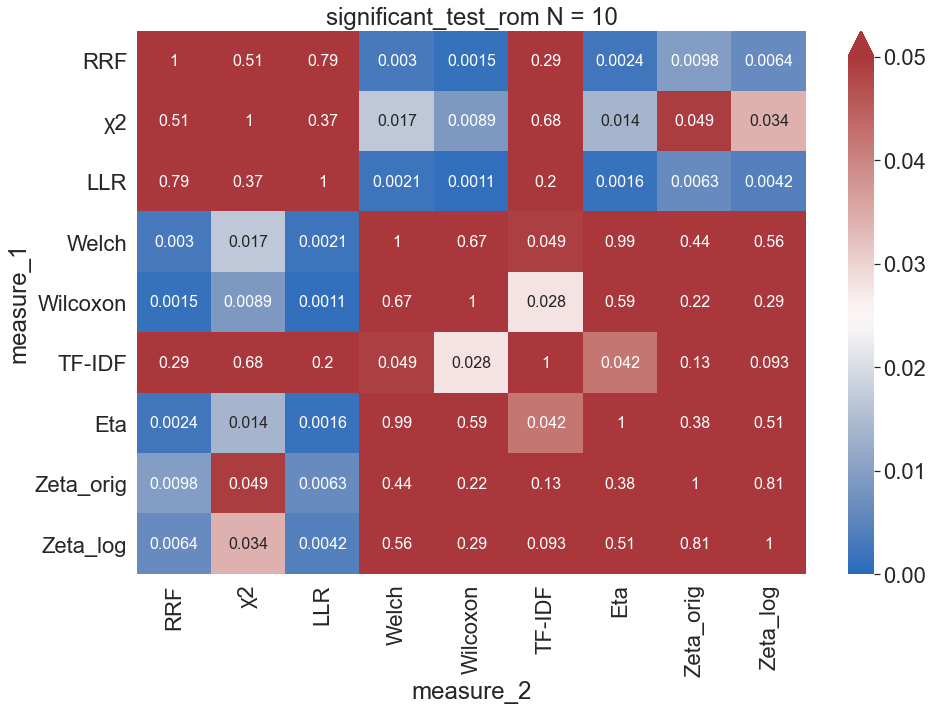 significant_test_rom N = 10
RRF 1 0.51 0.79 0.003 0.0015 0.29 0.0024 0.0098 0.0064
χ2 0.51 1 0.37 0.017 0.0089 0.68 0.014 0.049 0.034
LLR 0.79 0.37 1 0.0021 0.0011 0.2 0.0016 0.0063 0.0042
Welch 0.003 0.017 0.0021 1 0.67 0.049 0.99 0.44 0.56
Wilcoxon 0.0015 0.0089 0.0011 0.67 1 0.028 0.59 0.22 0.29
TF-IDF 0.29 0.68 0.2 0.049 0.028 1 0.042 0.13 0.093
Eta 0.0024 0.014 0.0016 0.99 0.59 0.042 1 0.38 0.51
Zeta_orig 0.0098 0.049 0.0063 0.44 0.22 0.13 0.38 1 0.81
Zeta_log 0.0064 0.034 0.0042 0.56 0.29 0.093 0.51 0.81 1
measure_1
RRF χ2 LLR Welch Wilcoxon TF-IDF Eta Zeta_orig Zeta_log
measure_2
0.05
0.04
0.03
0.02
0.01
0.00